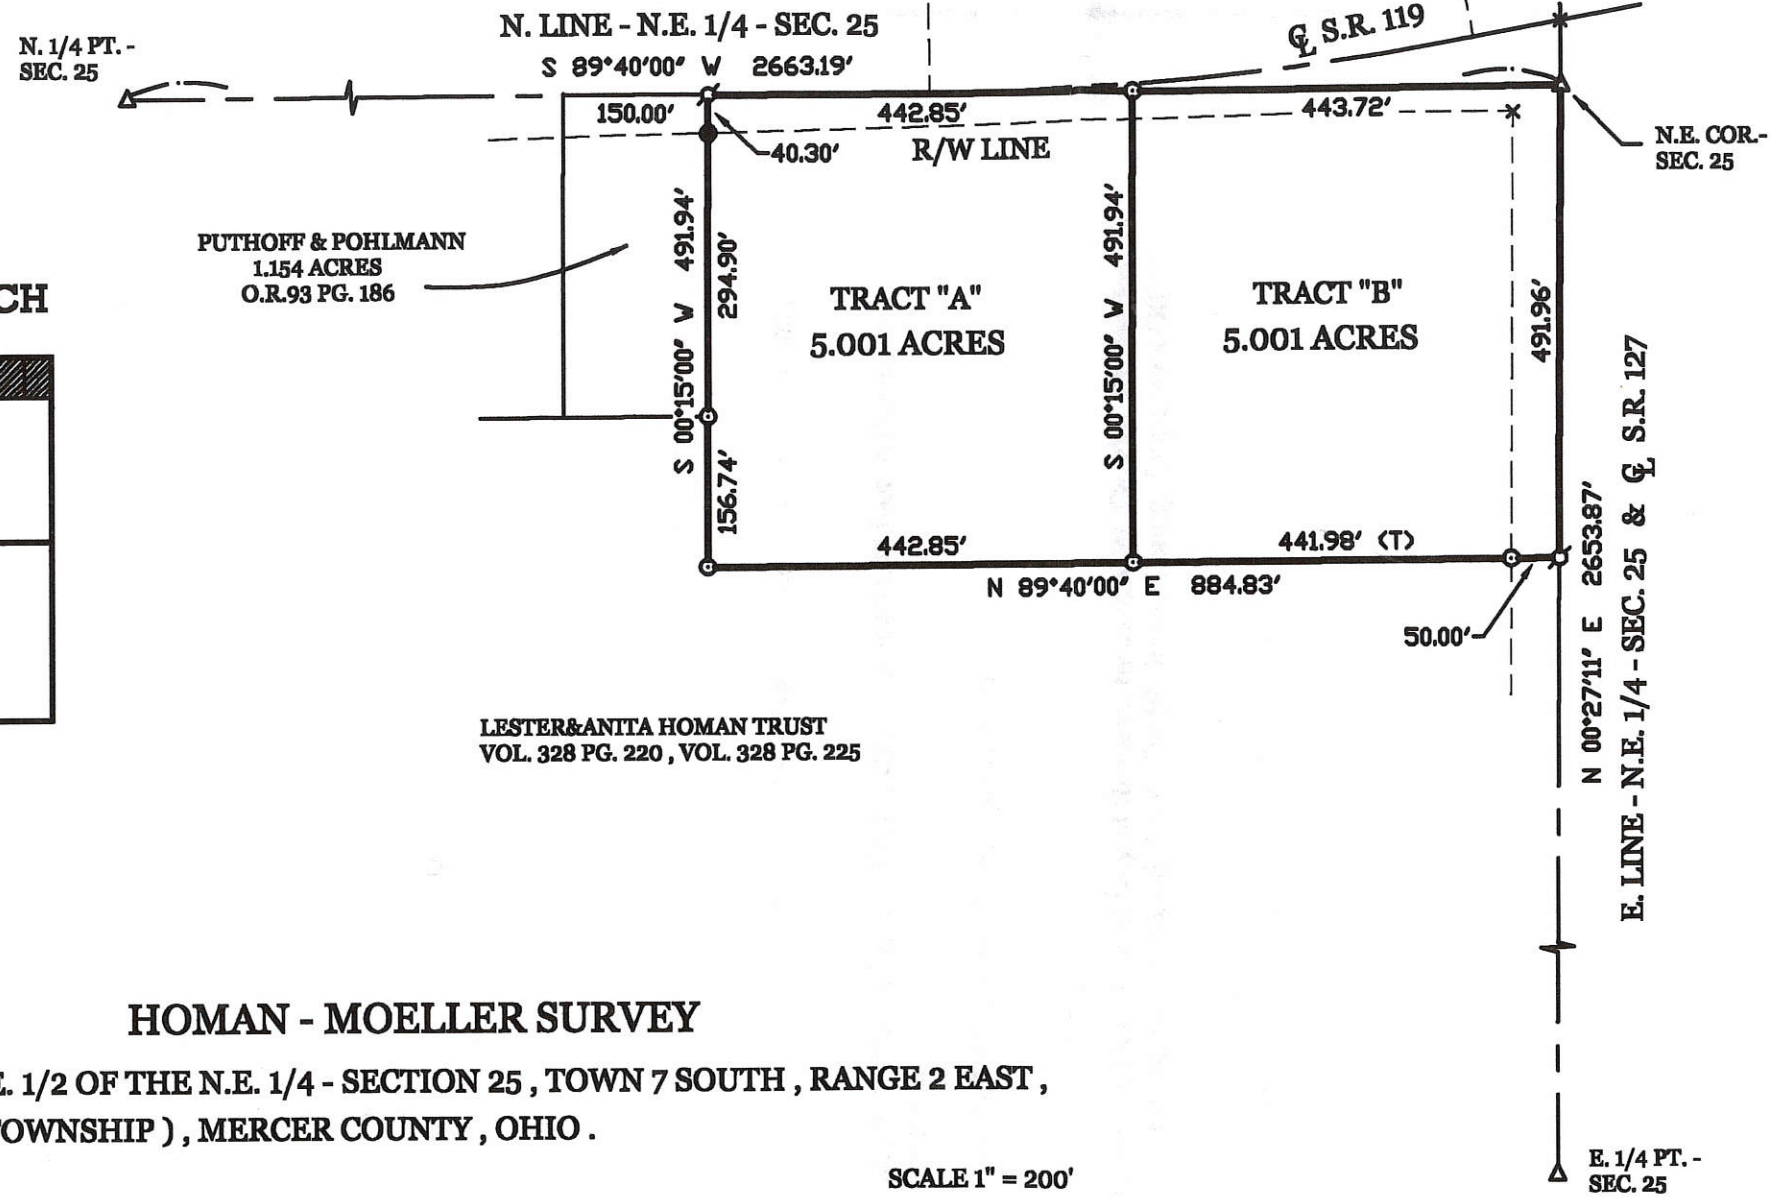 N. LINE - N.E. 1/4 - SEC. 25
N. 1/4 PT. -
SEC. 25
S 89°40'00" W 2663.19'
℄ S.R. 119
150.00'
442.85'
443.72'
40.30'
R/W LINE
N.E. COR.-
SEC. 25
PUTHOFF & POHLMANN
1.154 ACRES
O.R.93 PG. 186
S 00°15'00" W 491.94'
294.90'
156.74'
TRACT "A"
5.001 ACRES
S 00°15'00" W 491.94'
TRACT "B"
5.001 ACRES
491.96'
CH
442.85'
441.98' (T)
N 89°40'00" E 884.83'
50.00'
N 00°27'11" E 2653.87'
E. LINE - N.E. 1/4 - SEC. 25 & ℄ S.R. 127
LESTER&ANITA HOMAN TRUST
VOL. 328 PG. 220 , VOL. 328 PG. 225
HOMAN - MOELLER SURVEY
E. 1/2 OF THE N.E. 1/4 - SECTION 25 , TOWN 7 SOUTH , RANGE 2 EAST ,
TOWNSHIP ) , MERCER COUNTY , OHIO .
SCALE 1" = 200'
E. 1/4 PT. -
SEC. 25